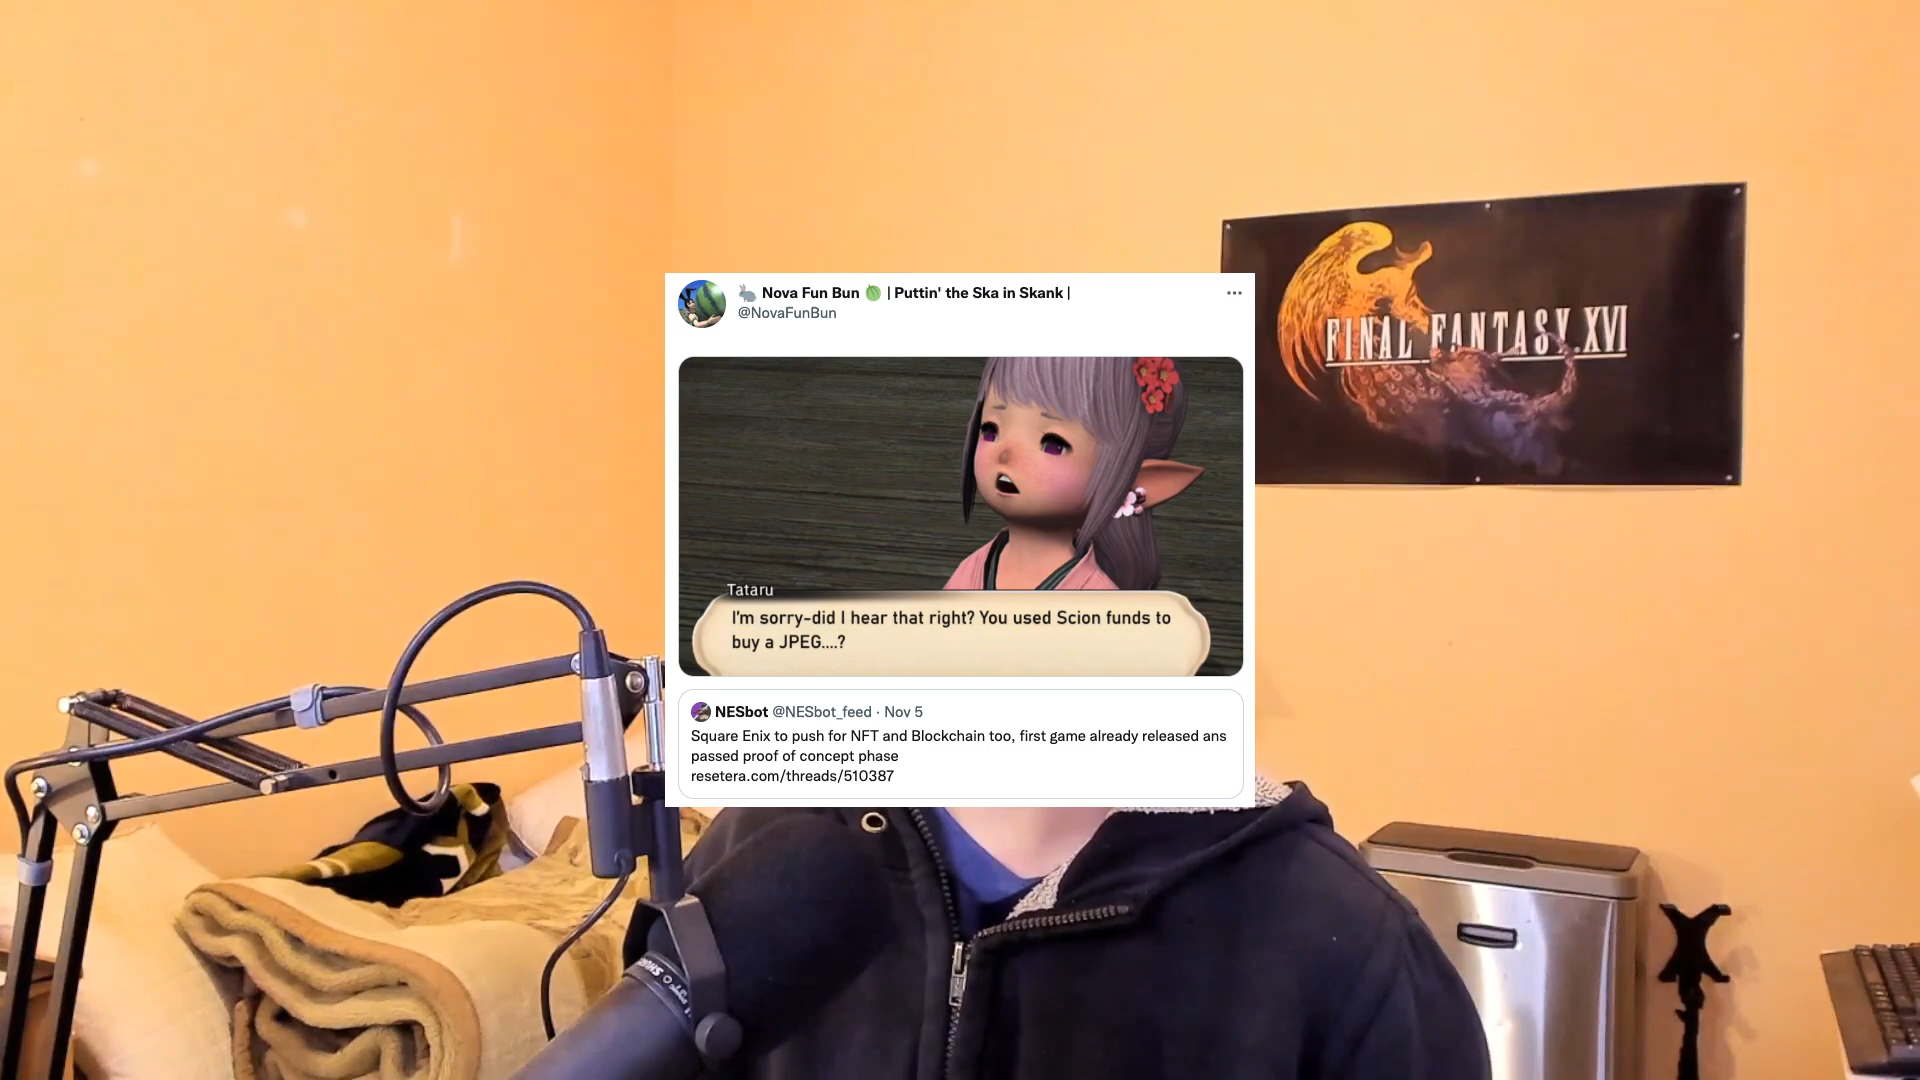 🐇 Nova Fun Bun 🍈 | Puttin' the Ska in Skank |
@NovaFunBun
FINAL FANTASY XVI
Tataru
I'm sorry-did I hear that right? You used Scion funds to
buy a JPEG....?
NESbot @NESbot_feed · Nov 5
Square Enix to push for NFT and Blockchain too, first game already released ans
passed proof of concept phase
resetera.com/threads/510387